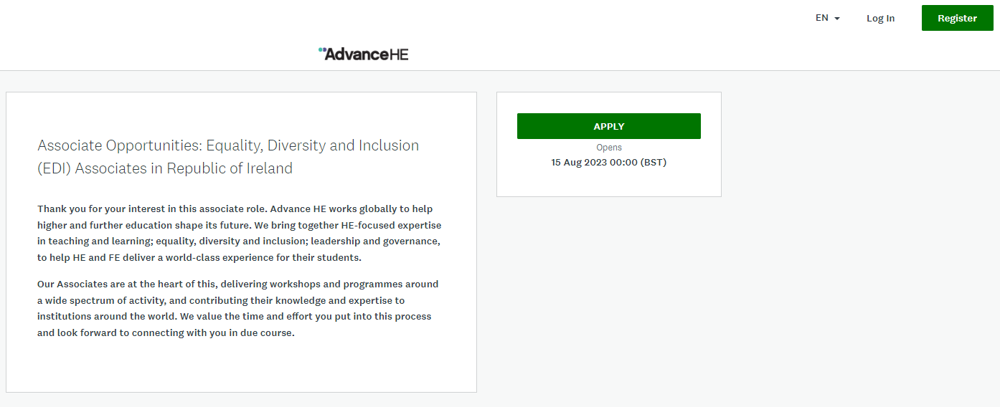 EN
Log In
Register
AdvanceHE
Associate Opportunities: Equality, Diversity and Inclusion
(EDI) Associates in Republic of Ireland
Thank you for your interest in this associate role. Advance HE works globally to help
higher and further education shape its future. We bring together HE-focused expertise
in teaching and learning; equality, diversity and inclusion; leadership and governance,
to help HE and FE deliver a world-class experience for their students.
Our Associates are at the heart of this, delivering workshops and programmes around
a wide spectrum of activity, and contributing their knowledge and expertise to
institutions around the world. We value the time and effort you put into this process
and look forward to connecting with you in due course.
APPLY
Opens
15 Aug 2023 00:00 (BST)